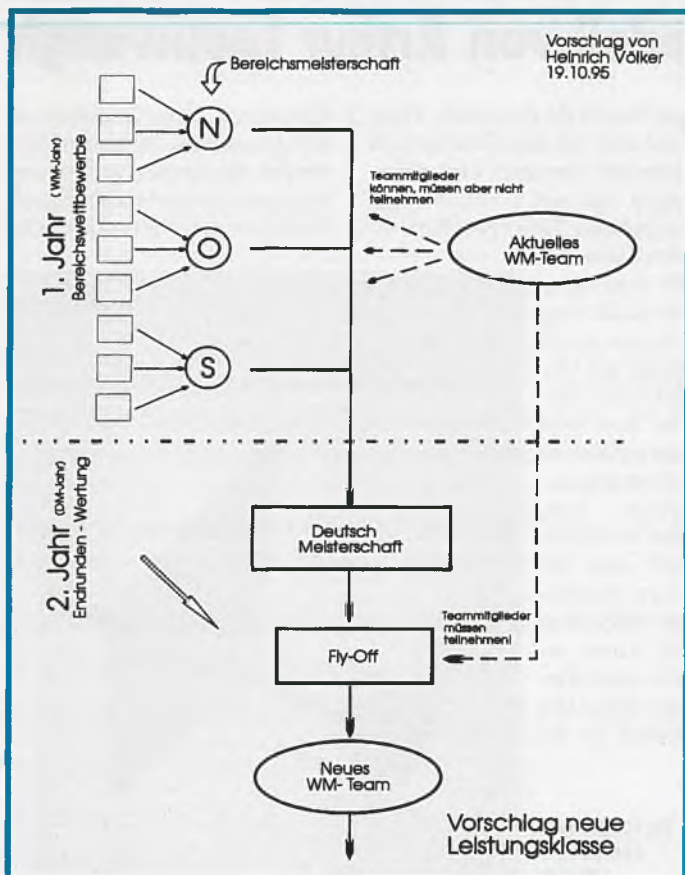 Vorschlag von
Heinrich Völker
19.10.95
Bereichsmeisterschaft
N
O
S
1. Jahr (WM-Jahr)
Bereichswettbewerbe
Teammitglieder
können, müssen aber nicht
teilnehmen
Aktuelles
WM-Team
2. Jahr (DM-Jahr)
Endrunden - Wertung
Deutsch
Meisterschaft
Teammitglieder
müssen
teilnehmen!
Fly-Off
Neues
WM- Team
Vorschlag neue
Leistungsklasse